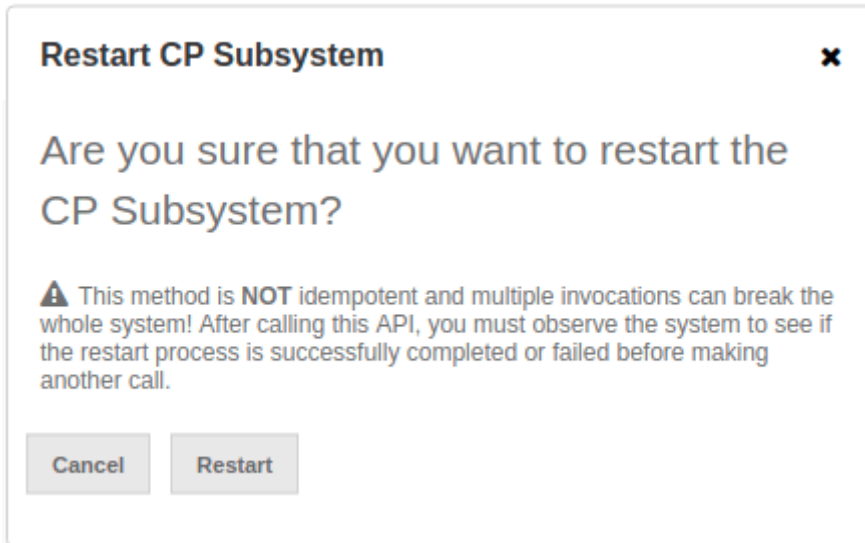 Restart CP Subsystem
Are you sure that you want to restart the
CP Subsystem?
This method is NOT idempotent and multiple invocations can break the
whole system! After calling this API, you must observe the system to see if
the restart process is successfully completed or failed before making
another call.
Cancel Restart